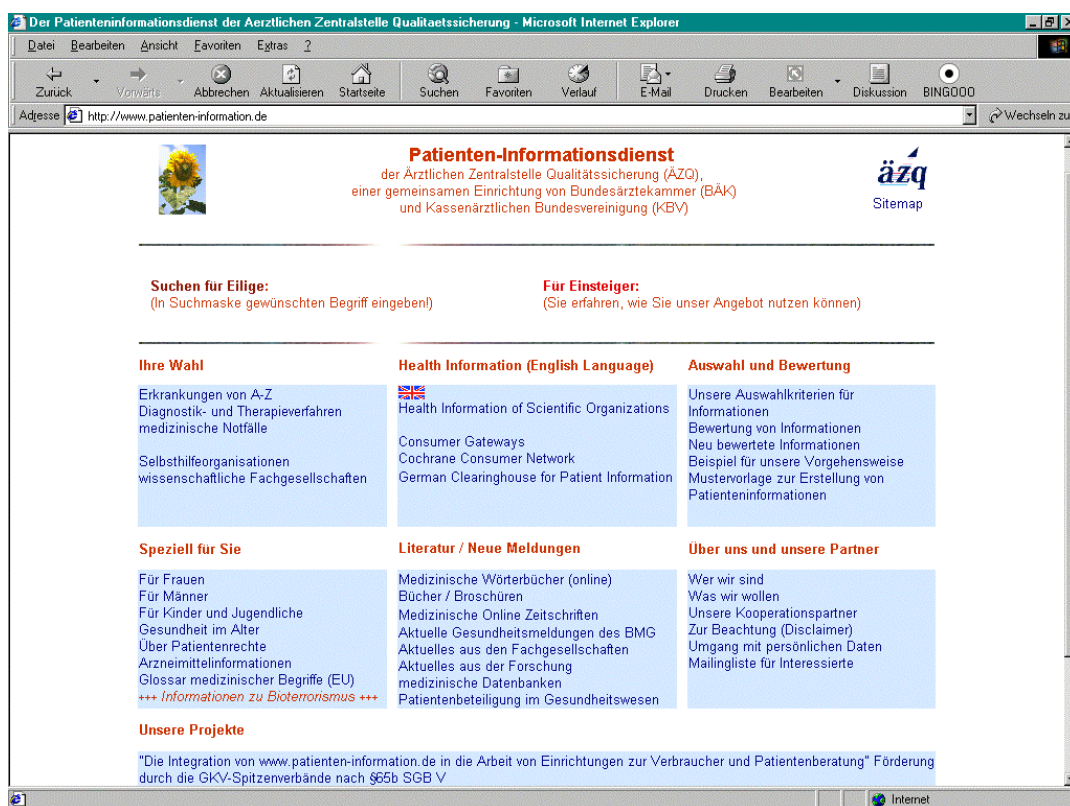 Der Patienteninformationsdienst der Aerztlichen Zentralstelle Qualitaetssicherung - Microsoft Internet Explorer
Datei Bearbeiten Ansicht Favoriten Extras ?
Zurück Vorwärts Abbrechen Aktualisieren Startseite Suchen Favoriten Verlauf E-Mail Drucken Bearbeiten Diskussion BINGOOO
Adresse http://www.patienten-information.de Wechseln zu
Patienten-Informationsdienst
der Ärztlichen Zentralstelle Qualitätssicherung (ÄZQ),
einer gemeinsamen Einrichtung von Bundesärztekammer (BÄK)
und Kassenärztlichen Bundesvereinigung (KBV)
äzq
Sitemap
Suchen für Eilige:
(In Suchmaske gewünschten Begriff eingeben!)
Für Einsteiger:
(Sie erfahren, wie Sie unser Angebot nutzen können)
Ihre Wahl
Erkrankungen von A-Z
Diagnostik- und Therapieverfahren
medizinische Notfälle
Selbsthilfeorganisationen
wissenschaftliche Fachgesellschaften
Health Information (English Language)
Health Information of Scientific Organizations
Consumer Gateways
Cochrane Consumer Network
German Clearinghouse for Patient Information
Auswahl und Bewertung
Unsere Auswahlkriterien für
Informationen
Bewertung von Informationen
Neu bewertete Informationen
Beispiel für unsere Vorgehensweise
Mustervorlage zur Erstellung von
Patienteninformationen
Speziell für Sie
Für Frauen
Für Männer
Für Kinder und Jugendliche
Gesundheit im Alter
Über Patientenrechte
Arzneimittelinformationen
Glossar medizinischer Begriffe (EU)
+++ Informationen zu Bioterrorismus +++
Literatur / Neue Meldungen
Medizinische Wörterbücher (online)
Bücher / Broschüren
Medizinische Online Zeitschriften
Aktuelle Gesundheitsmeldungen des BMG
Aktuelles aus den Fachgesellschaften
Aktuelles aus der Forschung
medizinische Datenbanken
Patientenbeteiligung im Gesundheitswesen
Über uns und unsere Partner
Wer wir sind
Was wir wollen
Unsere Kooperationspartner
Zur Beachtung (Disclaimer)
Umgang mit persönlichen Daten
Mailingliste für Interessierte
Unsere Projekte
"Die Integration von www.patienten-information.de in die Arbeit von Einrichtungen zur Verbraucher und Patientenberatung" Förderung
durch die GKV-Spitzenverbände nach §65b SGB V
Internet